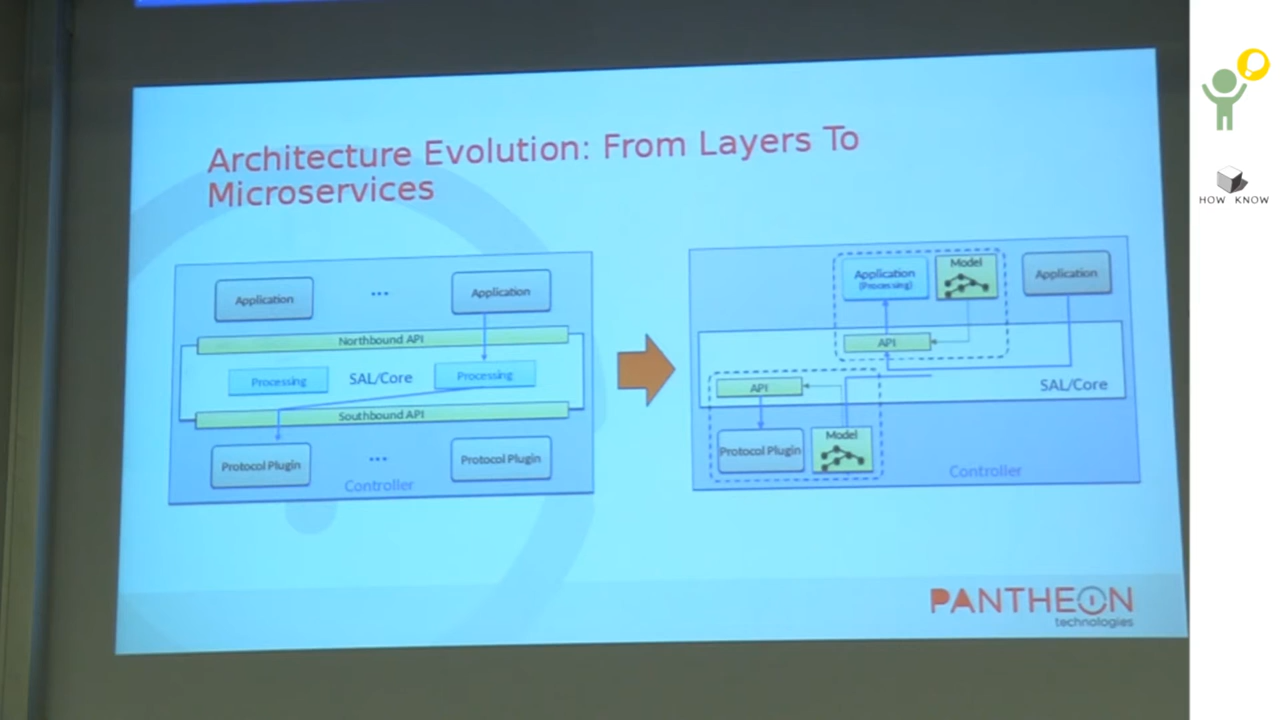 Architecture Evolution: From Layers To
Microservices
Application
...
Application
Northbound API
Processing
SAL/Core
Processing
Southbound API
Protocol Plugin
...
Protocol Plugin
Controller
Application
(Processing)
Model
Application
API
API
SAL/Core
Protocol Plugin
Model
Controller
PANTHEON
technologies
HOW KNOW